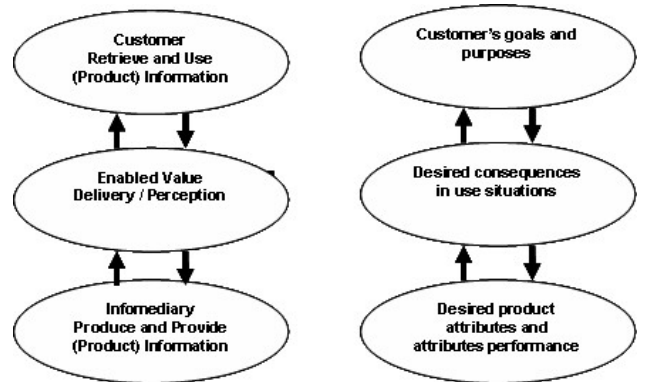 Customer
Retrieve and Use
(Product) Information
Enabled Value
Delivery / Perception
Infomediary
Produce and Provide
(Product) Information
Customer's goals and
purposes
Desired consequences
in use situations
Desired product
attributes and
attributes performance